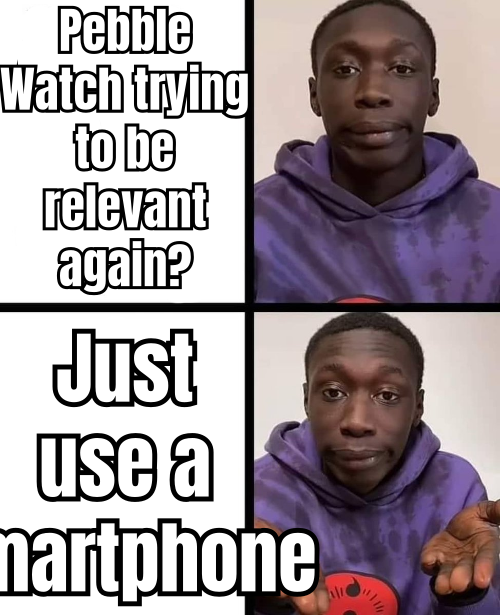 Pebble
Watch trying
to be
relevant
again?
Just
use a
martphone